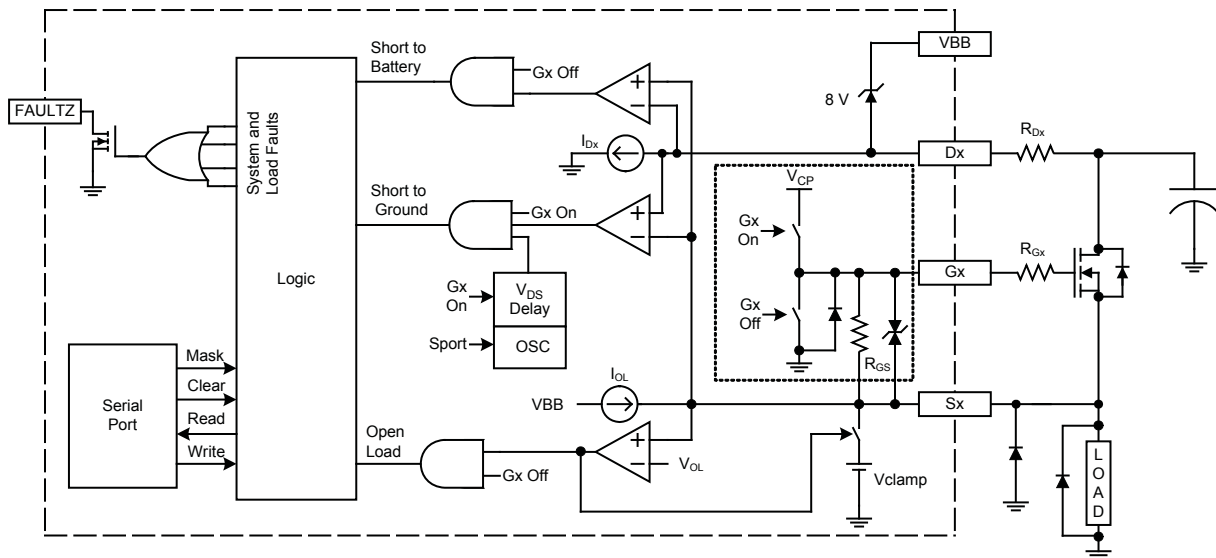 VBB
Short to
Battery
Gx Off
8 V
FAULTZ
System and
Load Faults
I_Dx
Dx
R_Dx
Short to
Ground
Gx On
V_CP
Gx
On
Gx
R_Gx
Logic
Gx
On
V_DS
Delay
Gx
Off
Sport
OSC
R_GS
Mask
Clear
Read
Write
Serial
Port
I_OL
VBB
Sx
Open
Load
Gx Off
V_OL
Vclamp
LOAD